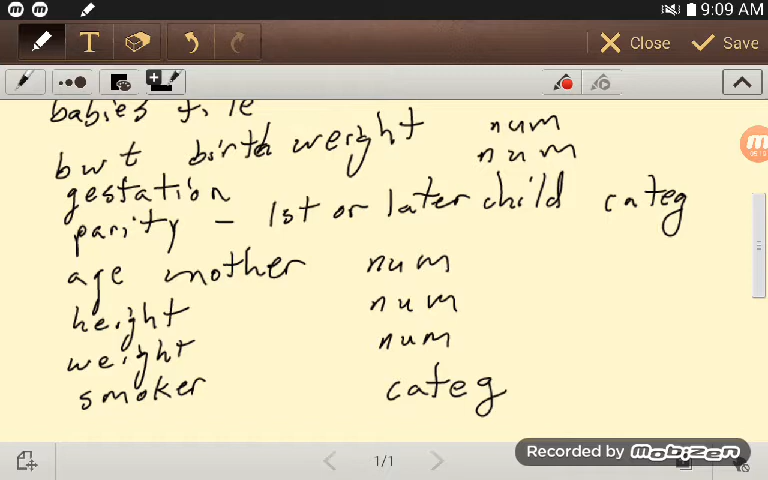 9:09 AM
T
Close
Save
babies file
bwt birth weight num
gestation num
parity - 1st or later child categ
age mother num
height num
weight num
smoker categ
1/1
Recorded by
mobizen